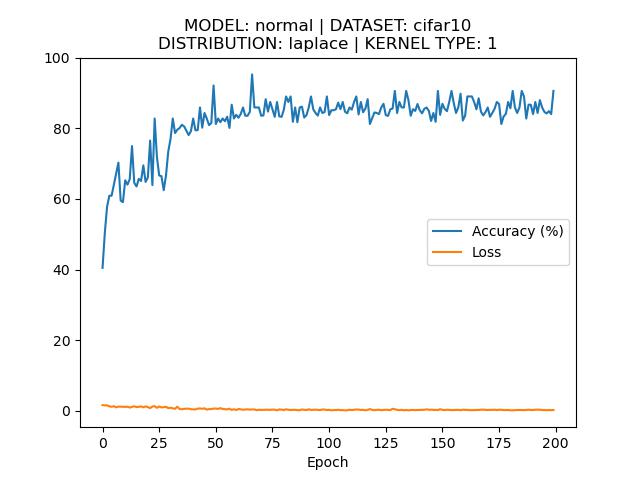 MODEL: normal | DATASET: cifar10
DISTRIBUTION: laplace | KERNEL TYPE: 1
100
80
60
40
20
0
Accuracy (%)
Loss
0 25 50 75 100 125 150 175 200
Epoch